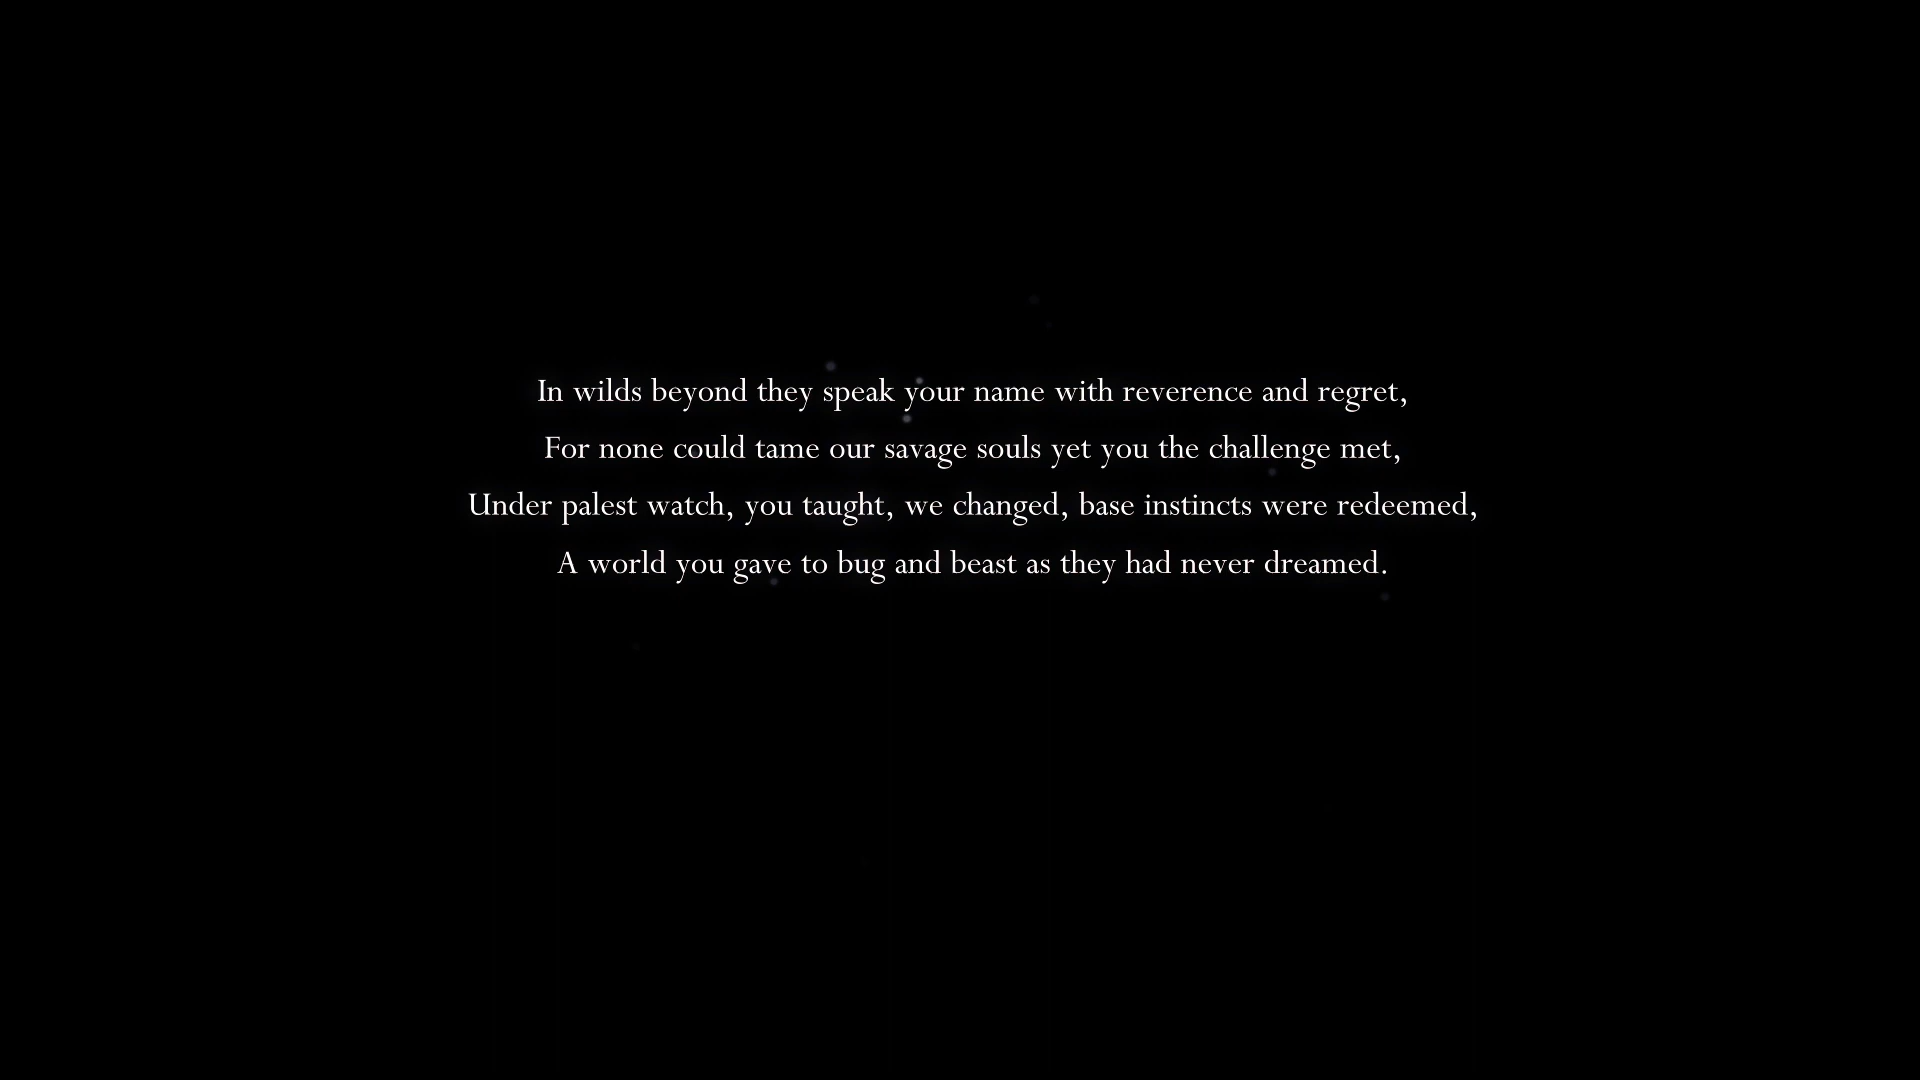 In wilds beyond they speak your name with reverence and regret,
For none could tame our savage souls yet you the challenge met,
Under palest watch, you taught, we changed, base instincts were redeemed,
A world you gave to bug and beast as they had never dreamed.